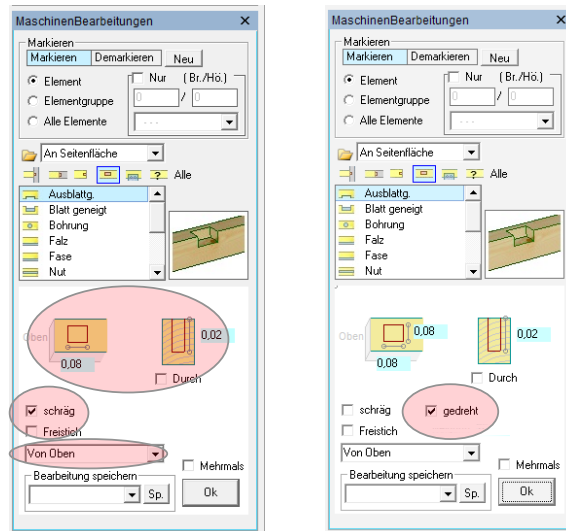 MaschinenBearbeitungen
Markieren
Markieren Demarkieren Neu
Element
Nur (Br./Hö.)
Elementgruppe
0 / 0
Alle Elemente
. . .
An Seitenfläche
? Alle
Ausblattg.
Blatt geneigt
Bohrung
Falz
Fase
Nut
Oben
0,02
0,08
Durch
schräg
Freistich
Von Oben
Mehrmals
Bearbeitung speichern
Sp. Ok
MaschinenBearbeitungen
Markieren
Markieren Demarkieren Neu
Element
Nur (Br./Hö.)
Elementgruppe
0 / 0
Alle Elemente
. . .
An Seitenfläche
? Alle
Ausblattg.
Blatt geneigt
Bohrung
Falz
Fase
Nut
Oben
0,08
0,02
0,08
Durch
schräg gedreht
Freistich
Von Oben
Mehrmals
Bearbeitung speichern
Sp. Ok